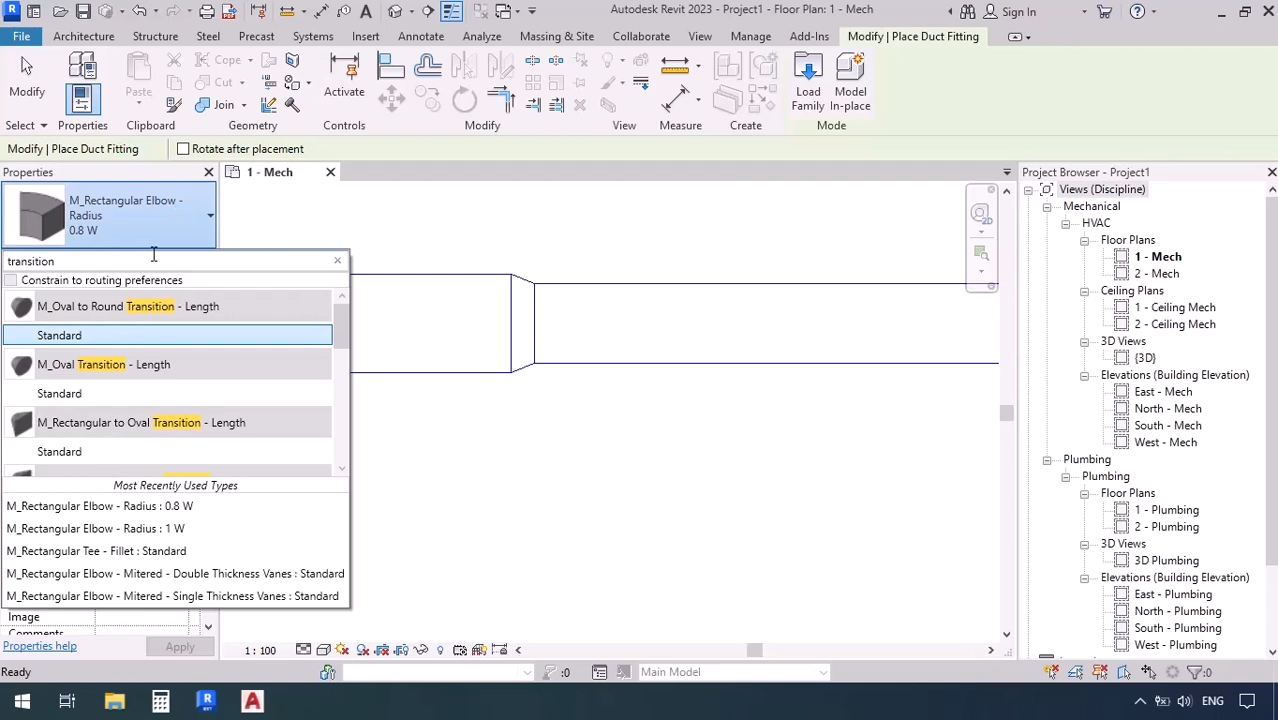 Autodesk Revit 2023 - Project1 - Floor Plan: 1 - Mech
Sign In
File Architecture Structure Steel Precast Systems Insert Annotate Analyze Massing & Site Collaborate View Manage Add-Ins Modify | Place Duct Fitting
Modify
Paste
Cope
Cut
Join
Activate
Load Family
Model In-place
Select Properties Clipboard Geometry Controls Modify View Measure Create Mode
Modify | Place Duct Fitting Rotate after placement
Properties
1 - Mech
Project Browser - Project1
M_Rectangular Elbow -
Radius
0.8 W
transition
Constrain to routing preferences
M_Oval to Round Transition - Length
Standard
M_Oval Transition - Length
Standard
M_Rectangular to Oval Transition - Length
Standard
Most Recently Used Types
M_Rectangular Elbow - Radius : 0.8 W
M_Rectangular Elbow - Radius : 1 W
M_Rectangular Tee - Fillet : Standard
M_Rectangular Elbow - Mitered - Double Thickness Vanes : Standard
M_Rectangular Elbow - Mitered - Single Thickness Vanes : Standard
Image
Comments
Properties help
Apply
2D
Views (Discipline)
Mechanical
HVAC
Floor Plans
1 - Mech
2 - Mech
Ceiling Plans
1 - Ceiling Mech
2 - Ceiling Mech
3D Views
{3D}
Elevations (Building Elevation)
East - Mech
North - Mech
South - Mech
West - Mech
Plumbing
Plumbing
Floor Plans
1 - Plumbing
2 - Plumbing
3D Views
3D Plumbing
Elevations (Building Elevation)
East - Plumbing
North - Plumbing
South - Plumbing
West - Plumbing
1 : 100
Ready
:0
Main Model
:0
ENG